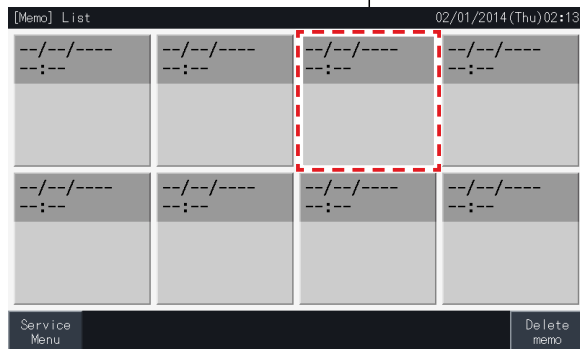 [Memo] List 02/01/2014(Thu)02:13
--/--/---- --/--/---- --/--/---- --/--/----
--:-- --:-- --:-- --:--
--/--/---- --/--/---- --/--/---- --/--/----
--:-- --:-- --:-- --:--
Service Delete
Menu memo